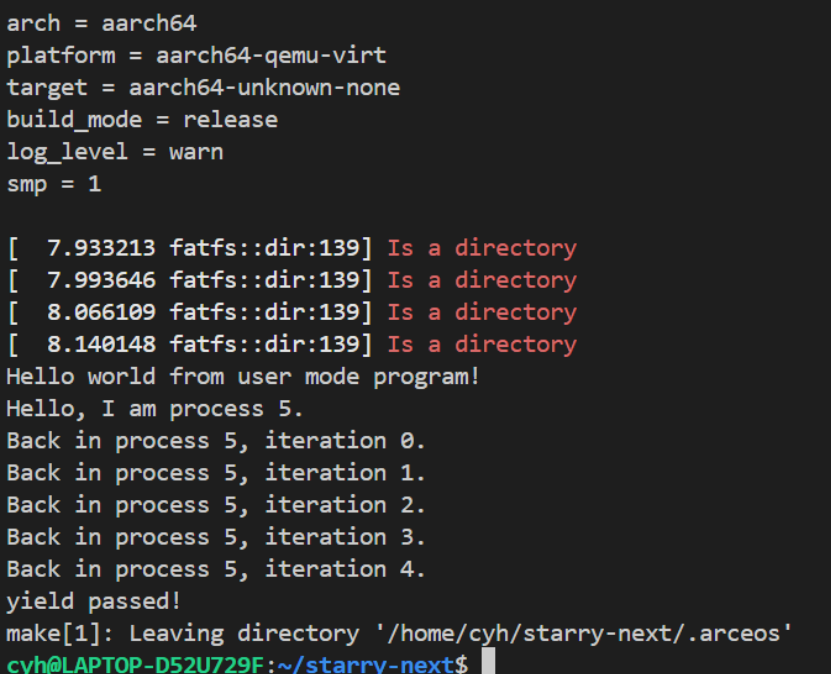 arch = aarch64
platform = aarch64-qemu-virt
target = aarch64-unknown-none
build_mode = release
log_level = warn
smp = 1
[  7.933213 fatfs::dir:139] Is a directory
[  7.993646 fatfs::dir:139] Is a directory
[  8.066109 fatfs::dir:139] Is a directory
[  8.140148 fatfs::dir:139] Is a directory
Hello world from user mode program!
Hello, I am process 5.
Back in process 5, iteration 0.
Back in process 5, iteration 1.
Back in process 5, iteration 2.
Back in process 5, iteration 3.
Back in process 5, iteration 4.
yield passed!
make[1]: Leaving directory '/home/cyh/starry-next/.arceos'
cyh@LAPTOP-D52U729F:~/starry-next$